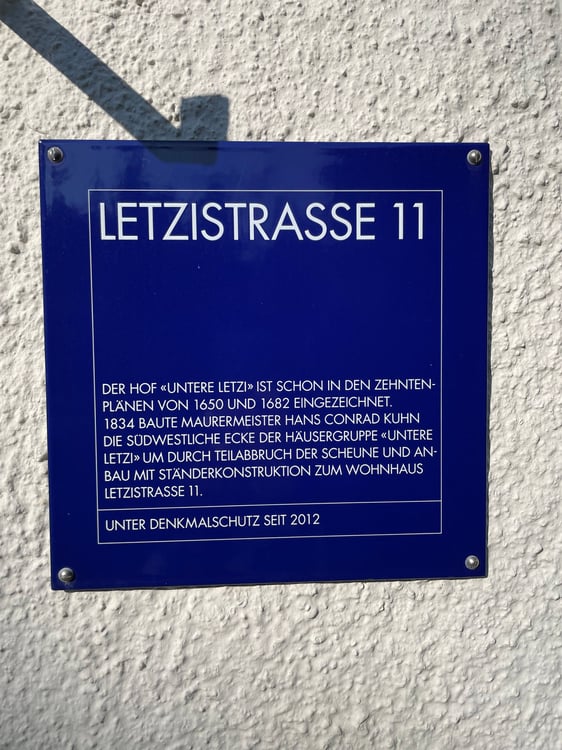 LETZISTRASSE 11
DER HOF «UNTERE LETZI» IST SCHON IN DEN ZEHNTEN-
PLÄNEN VON 1650 UND 1682 EINGEZEICHNET.
1834 BAUTE MAURERMEISTER HANS CONRAD KUHN
DIE SÜDWESTLICHE ECKE DER HÄUSERGRUPPE «UNTERE
LETZI» UM DURCH TEILABBRUCH DER SCHEUNE UND AN-
BAU MIT STÄNDERKONSTRUKTION ZUM WOHNHAUS
LETZISTRASSE 11.
UNTER DENKMALSCHUTZ SEIT 2012